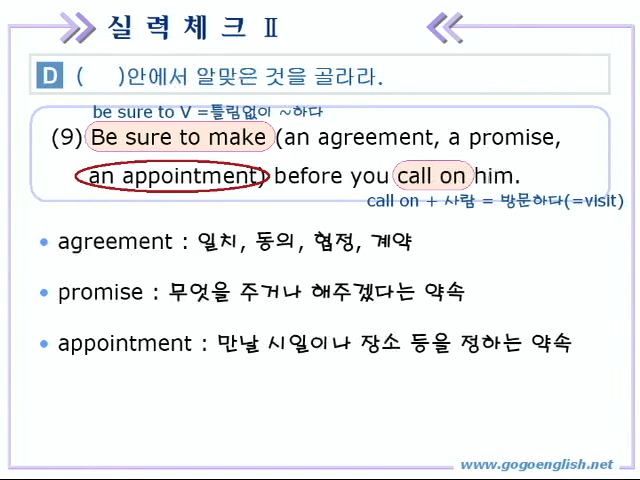 실 력 체 크 Ⅱ
D ( )안에서 알맞은 것을 골라라.
be sure to V =틀림없이 ~하다
(9) Be sure to make (an agreement, a promise,
an appointment) before you call on him.
call on + 사람 = 방문하다(=visit)
• agreement : 일치, 동의, 협정, 계약
• promise : 무엇을 주거나 해주겠다는 약속
• appointment : 만날 시일이나 장소 등을 정하는 약속
www.gogoenglish.net